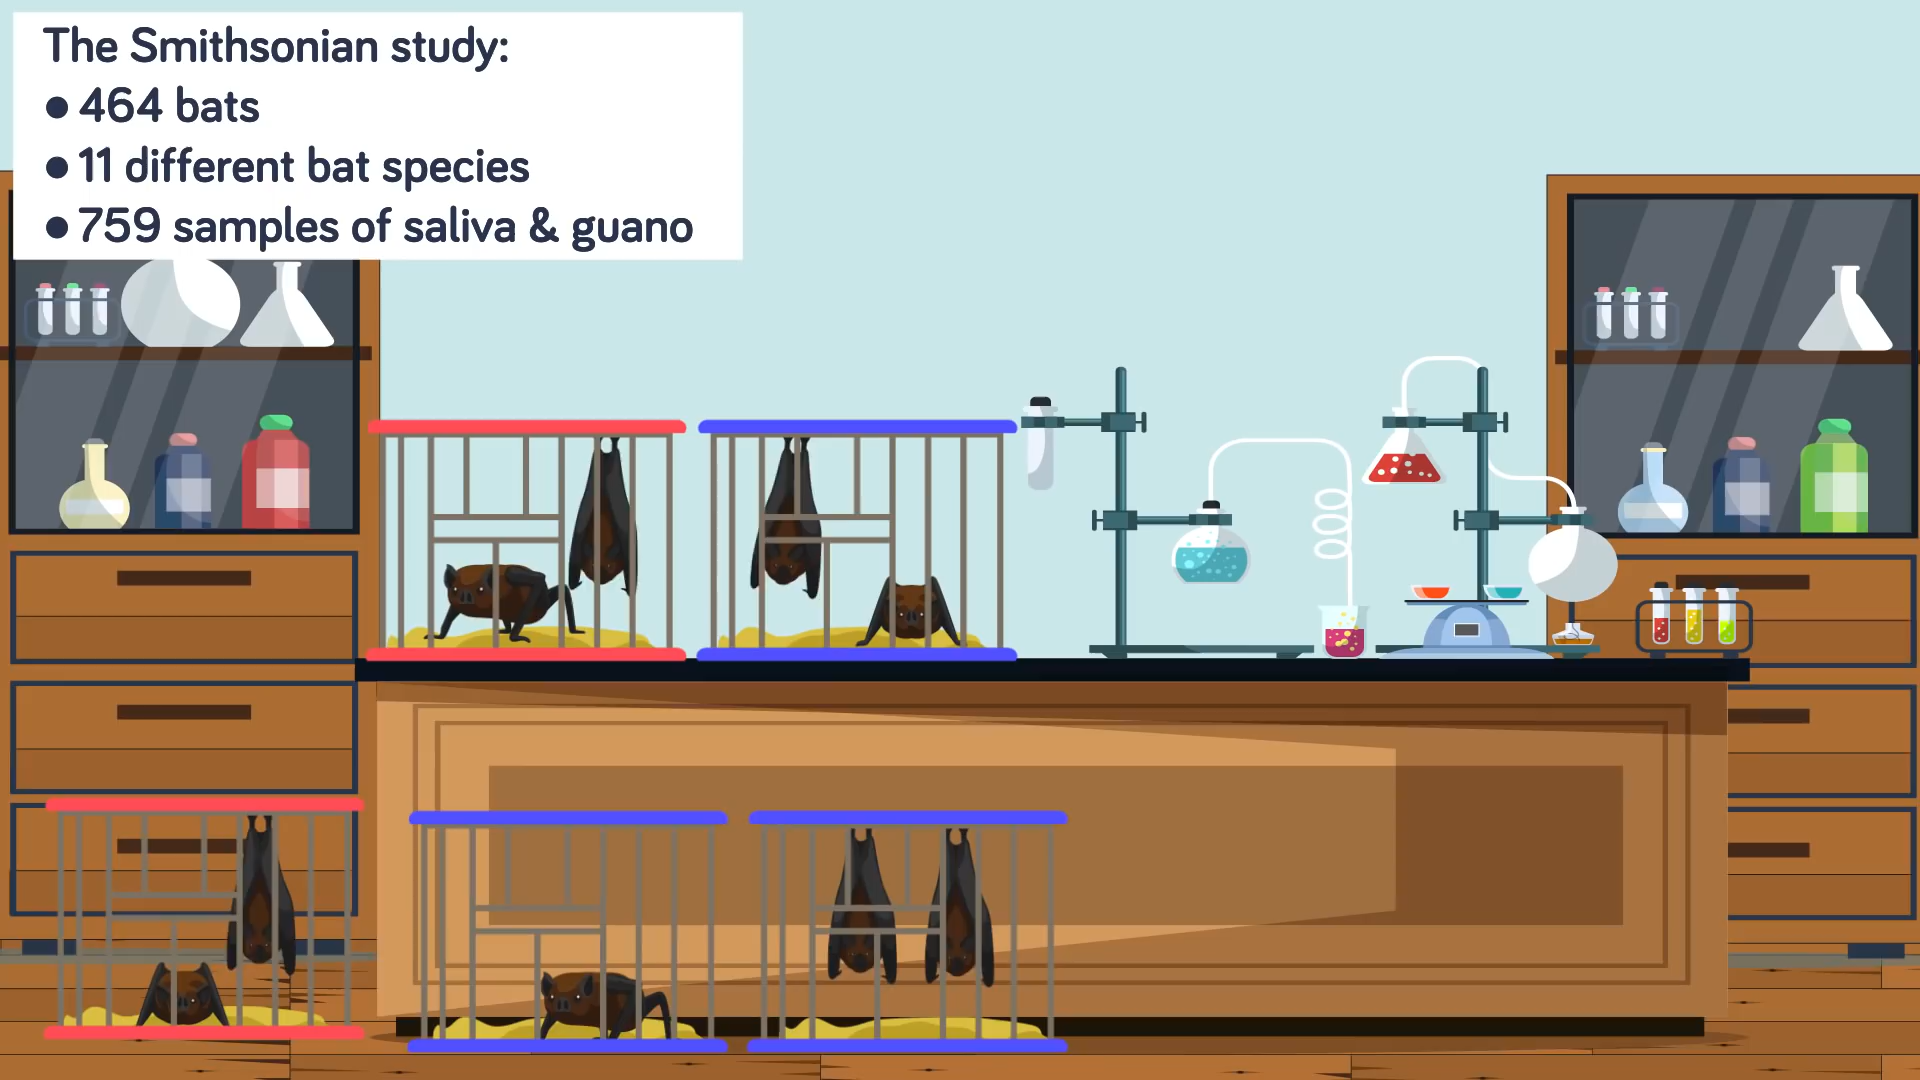 The Smithsonian study:
● 464 bats
● 11 different bat species
● 759 samples of saliva & guano